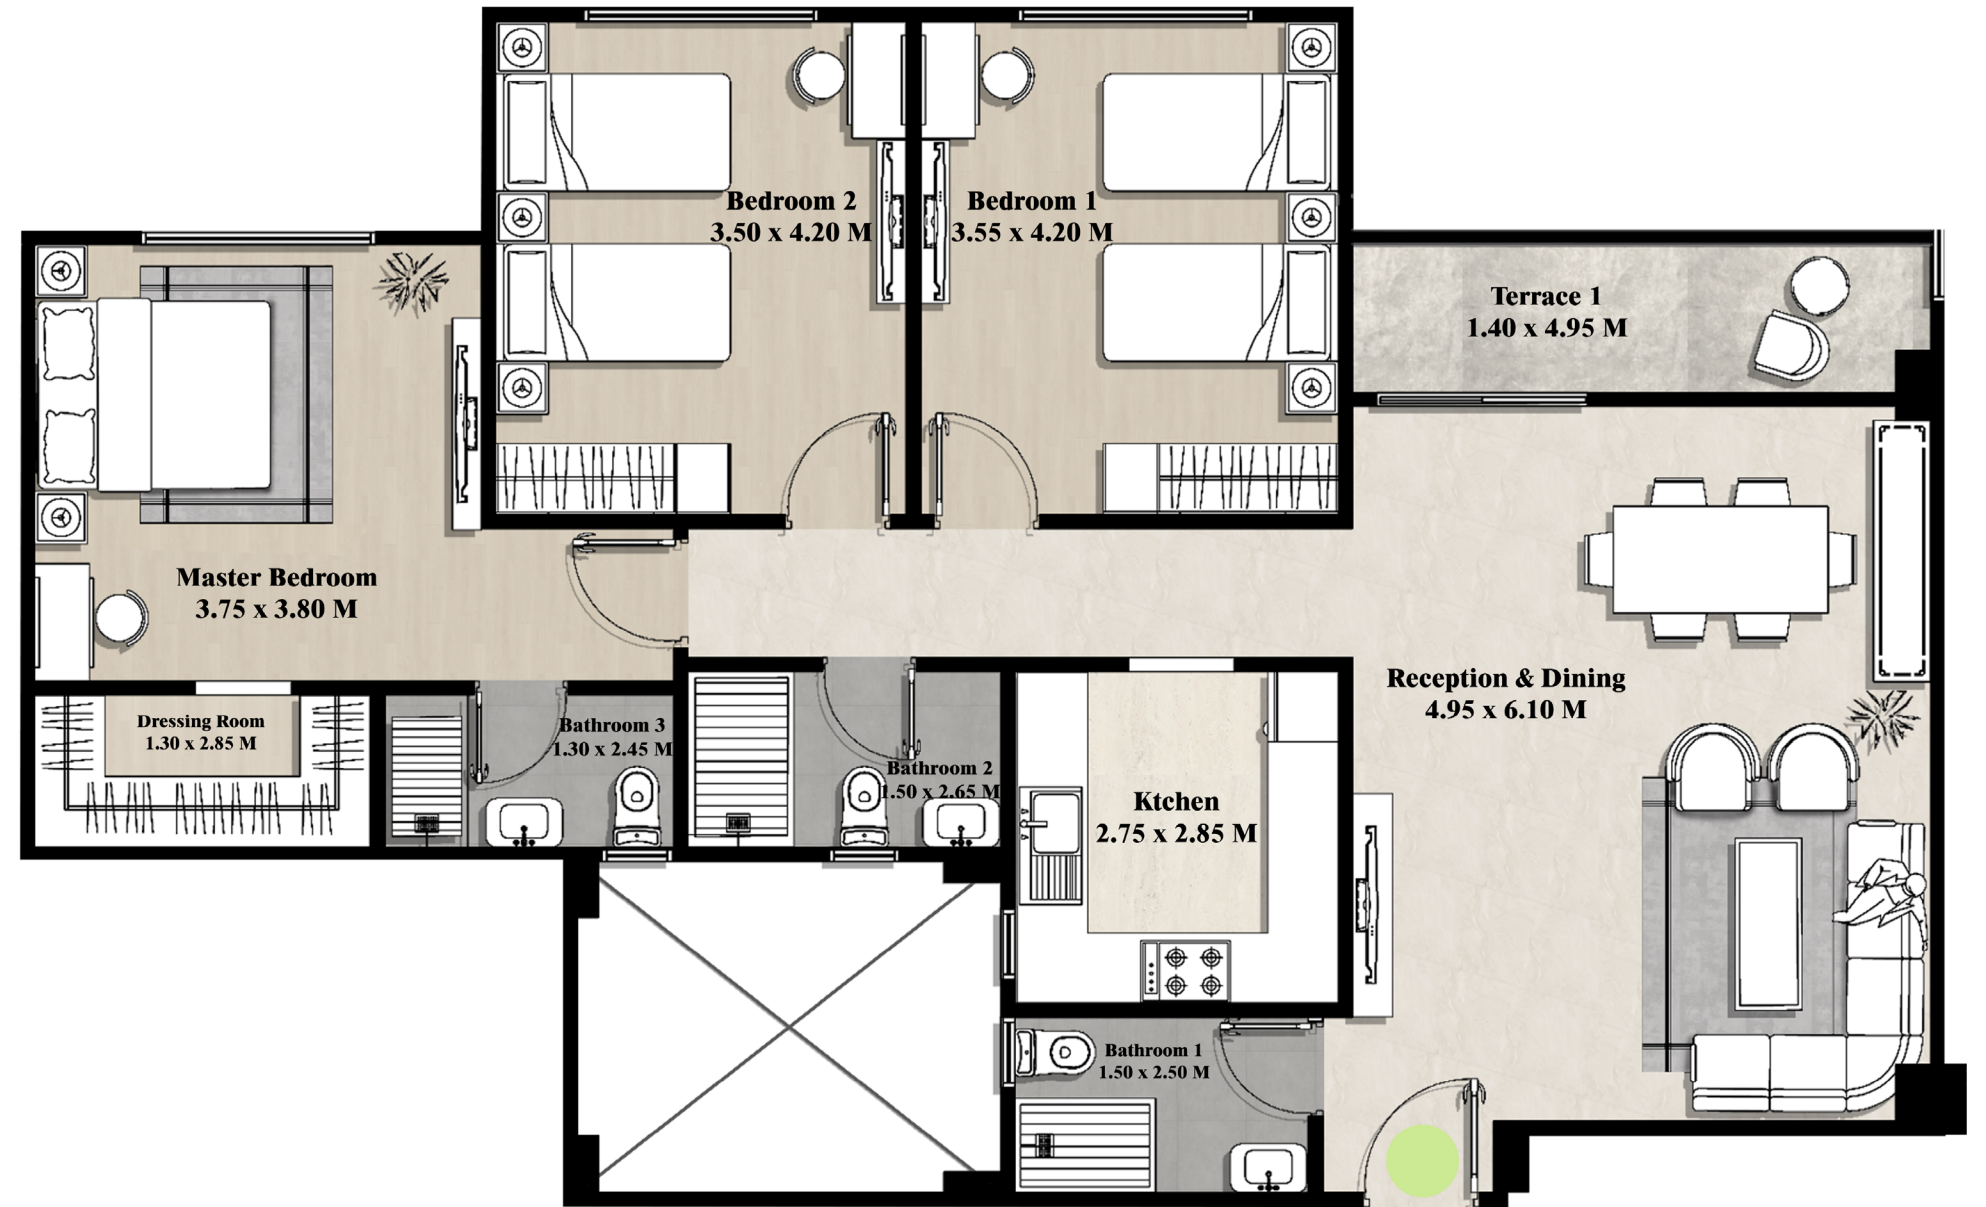 Bedroom 2
3.50 x 4.20 M
Bedroom 1
3.55 x 4.20 M
Terrace 1
1.40 x 4.95 M
Master Bedroom
3.75 x 3.80 M
Reception & Dining
4.95 x 6.10 M
Dressing Room
1.30 x 2.85 M
Bathroom 3
1.30 x 2.45 M
Bathroom 2
1.50 x 2.65 M
Ktchen
2.75 x 2.85 M
Bathroom 1
1.50 x 2.50 M